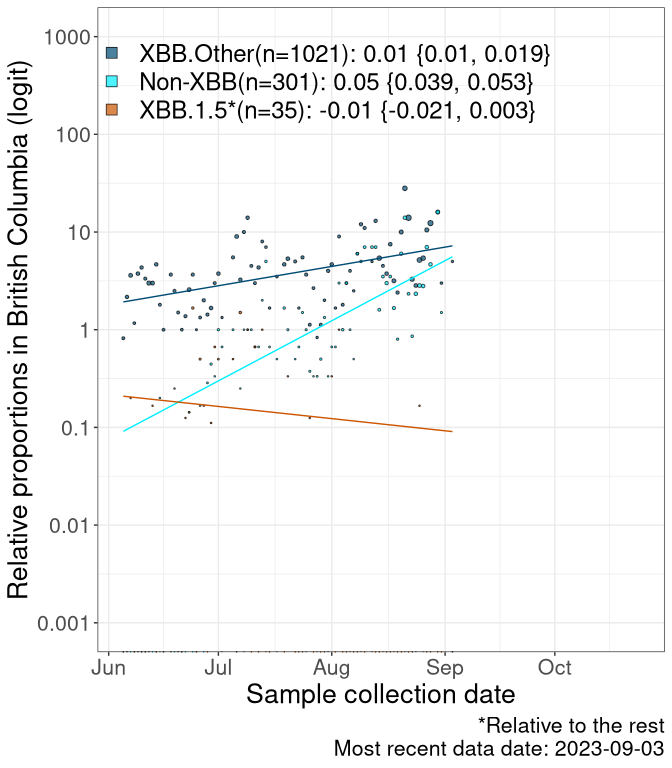 Relative proportions in British Columbia (logit)
1000
100
10
1
0.1
0.01
0.001
XBB.Other(n=1021): 0.01 {0.01, 0.019}
Non-XBB(n=301): 0.05 {0.039, 0.053}
XBB.1.5*(n=35): -0.01 {-0.021, 0.003}
Jun Jul Aug Sep Oct
Sample collection date
*Relative to the rest
Most recent data date: 2023-09-03